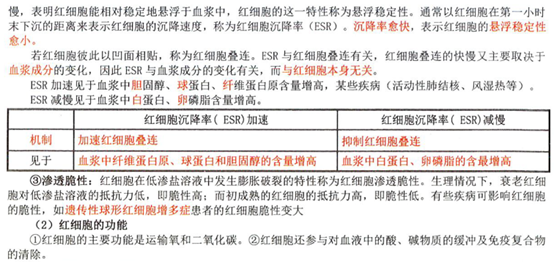 慢，表明红细胞能相对稳定地悬浮于血浆中，红细胞的这一特性称为悬浮稳定性。通常以红细胞在第一小时
末下沉的距离来表示红细胞的沉降速度，称为红细胞沉降率（ESR）。沉降率愈快，表示红细胞的悬浮稳定性
愈小。
若红细胞彼此以凹面相贴，称为红细胞叠连。ESR 与红细胞叠连有关，红细胞叠连的快慢又主要取决于
血浆成分的变化，因此 ESR 与血浆成分的变化有关，而与红细胞本身无关。
ESR 加速见于血浆中胆固醇、球蛋白、纤维蛋白原含量增高，某些疾病（活动性肺结核、风湿热等）。
ESR 减慢见于血浆中白蛋白、卵磷脂含量增高。
红细胞沉降率( ESR)加速 红细胞沉降率( ESR)减慢
机制 加速红细胞叠连 抑制红细胞叠连
见于 血浆中纤维蛋白原、球蛋白和胆固醇的含量增高 血浆中白蛋白、卵磷脂的含最增高
③渗透脆性：红细胞在低渗盐溶液中发生膨胀破裂的特性称为红细胞渗透脆性。生理情况下，衰老红细
胞对低渗盐溶液的抵抗力低，即脆性高；而初成熟的红细胞的抵抗力高，即脆性低。有些疾病可影响红细胞
的脆性，如遗传性球形红细胞增多症患者的红细胞脆性变大
（2）红细胞的功能
①红细胞的主要功能是运输氧和二氧化碳。②红细胞还参与对血液中的酸、碱物质的缓冲及免疫复合物
的清除。